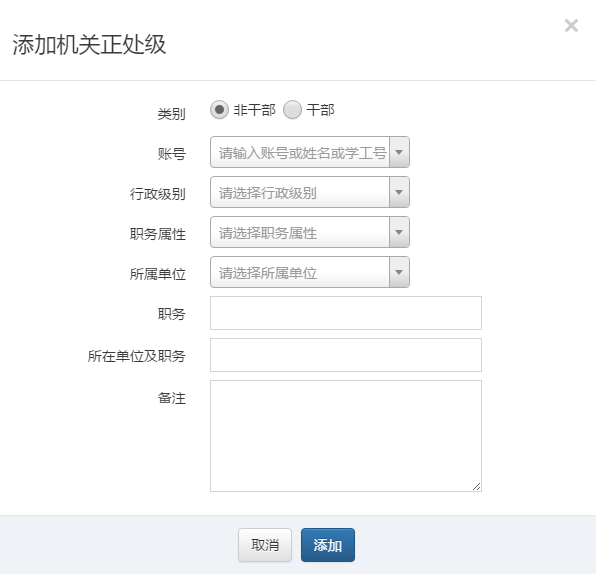 添加机关正处级
×
类别 非干部 干部
账号 请输入账号或姓名或学工号
行政级别 请选择行政级别
职务属性 请选择职务属性
所属单位 请选择所属单位
职务
所在单位及职务
备注
取消 添加